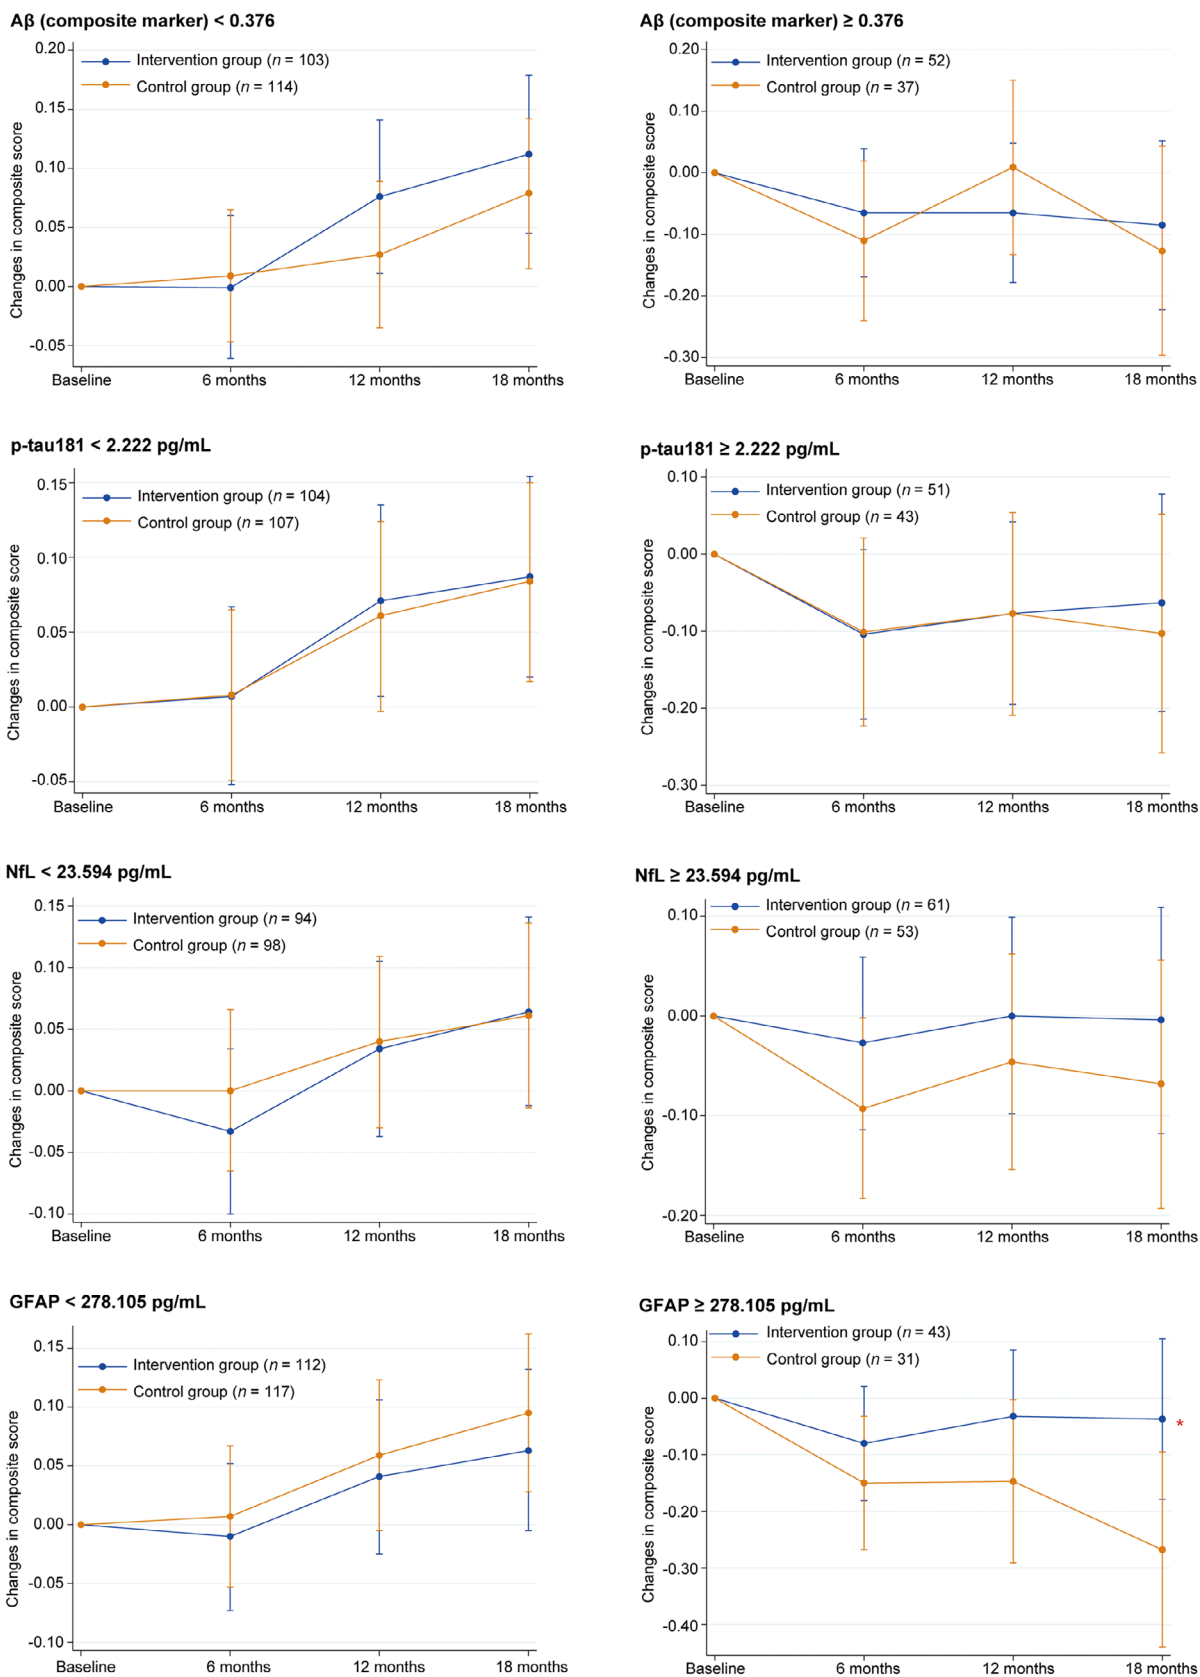 Aβ (composite marker) < 0.376
Changes in composite score
0.20
0.15
0.10
0.05
0.00
-0.05
Intervention group (n = 103)
Control group (n = 114)
Baseline 6 months 12 months 18 months
Aβ (composite marker) ≥ 0.376
Changes in composite score
0.20
0.10
0.00
-0.10
-0.20
-0.30
Intervention group (n = 52)
Control group (n = 37)
Baseline 6 months 12 months 18 months
p-tau181 < 2.222 pg/mL
Changes in composite score
0.15
0.10
0.05
0.00
-0.05
Intervention group (n = 104)
Control group (n = 107)
Baseline 6 months 12 months 18 months
p-tau181 ≥ 2.222 pg/mL
Changes in composite score
0.10
0.00
-0.10
-0.20
-0.30
Intervention group (n = 51)
Control group (n = 43)
Baseline 6 months 12 months 18 months
NfL < 23.594 pg/mL
Changes in composite score
0.15
0.10
0.05
0.00
-0.05
-0.10
Intervention group (n = 94)
Control group (n = 98)
Baseline 6 months 12 months 18 months
NfL ≥ 23.594 pg/mL
Changes in composite score
0.10
0.00
-0.10
-0.20
Intervention group (n = 61)
Control group (n = 53)
Baseline 6 months 12 months 18 months
GFAP < 278.105 pg/mL
Changes in composite score
0.15
0.10
0.05
0.00
-0.05
-0.10
Intervention group (n = 112)
Control group (n = 117)
Baseline 6 months 12 months 18 months
GFAP ≥ 278.105 pg/mL
Changes in composite score
0.10
0.00
-0.10
-0.20
-0.30
-0.40
Intervention group (n = 43)
Control group (n = 31)
*
Baseline 6 months 12 months 18 months